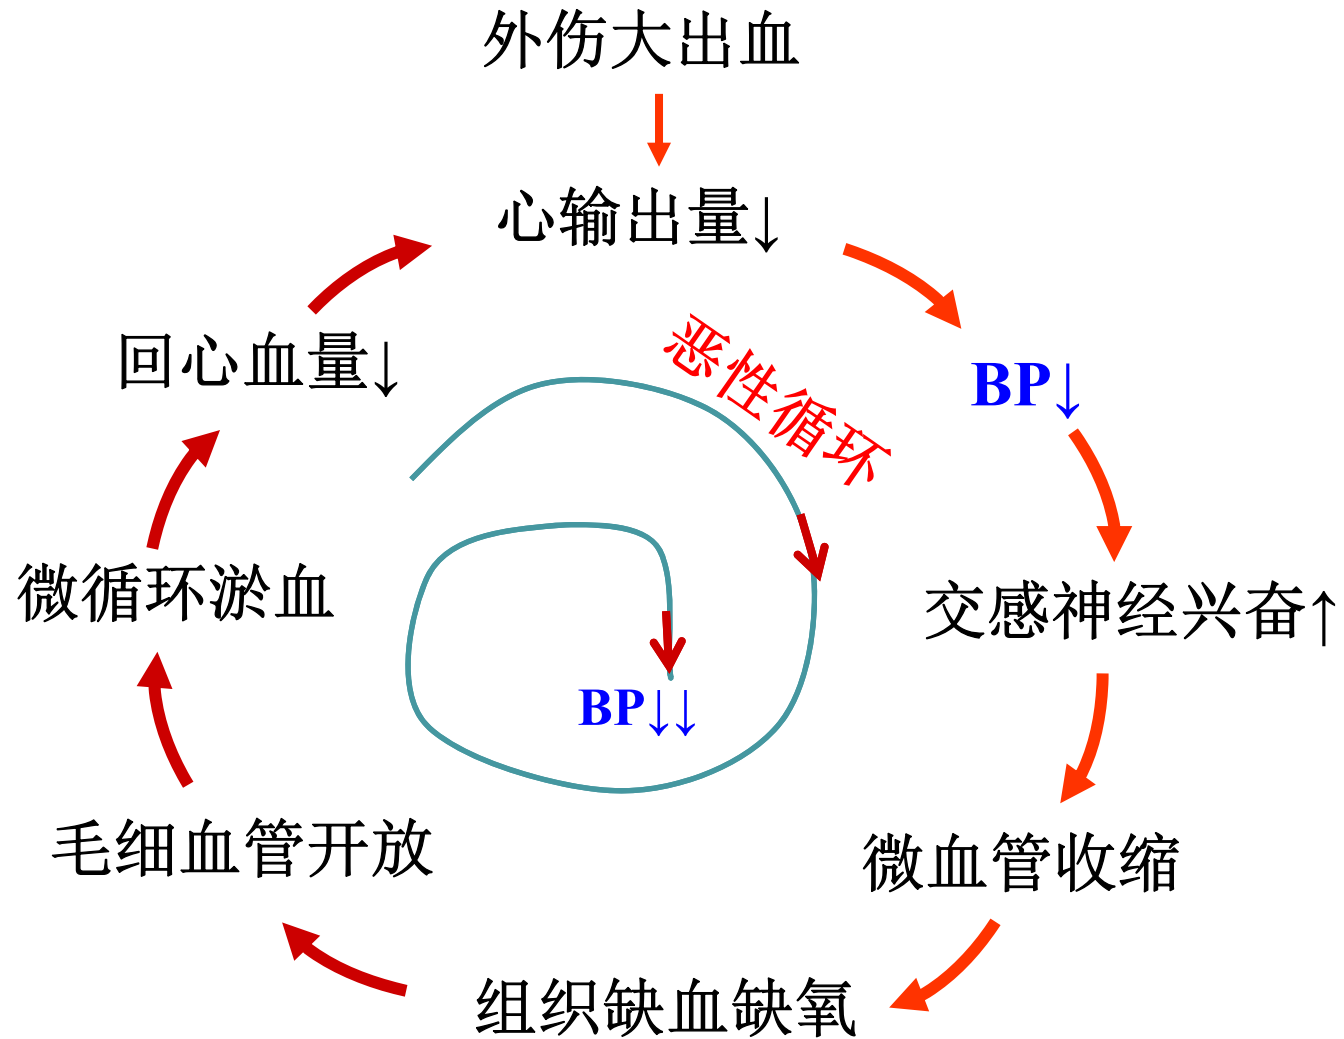 外伤大出血
心输出量↓
BP↓
交感神经兴奋↑
微血管收缩
组织缺血缺氧
毛细血管开放
微循环淤血
回心血量↓
恶性循环
BP↓↓